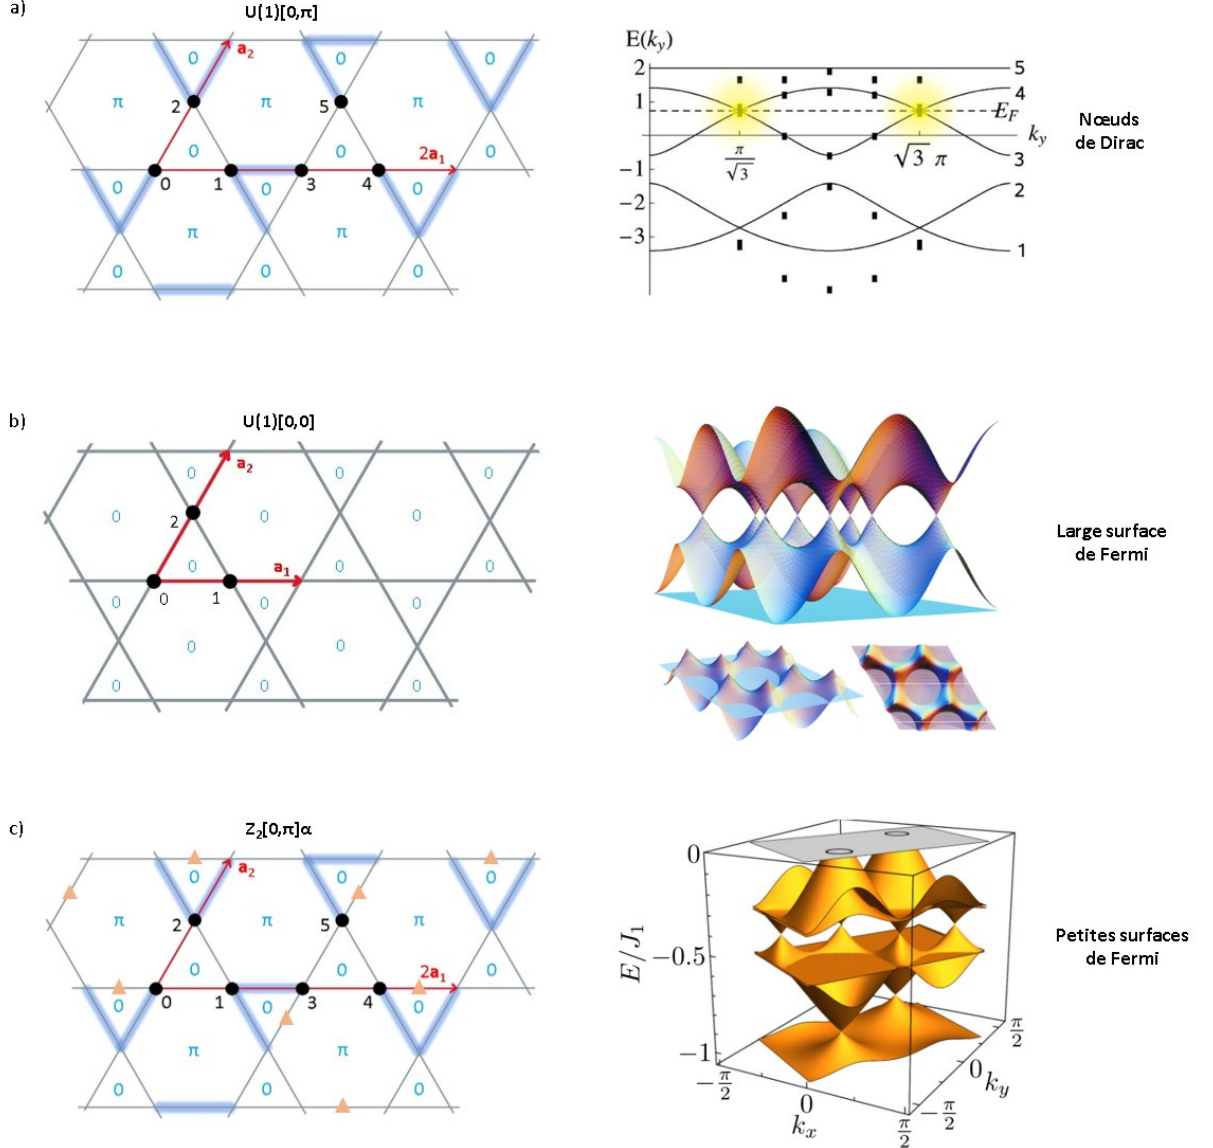 a)
U(1)[0,π]
a₂
0 0 0
2 π π 5 π
0 0
2a₁
0 1 3 4
0 0 0
π π
0 0 0
E(k_y)
2
1
-1
-2
-3
π/√3
√3 π
E_F
k_y
5
4
3
2
1
Nœuds
de Dirac
b)
U(1)[0,0]
a₂
0 0 0
2 0 0 0
0 0
a₁
0 1
0 0 0
0 0
0 0 0
Large surface
de Fermi
c)
Z₂[0,π]α
a₂
0 0 0
2 π π 5 π
0 0
2a₁
0 1 3 4
0 0 0
π π
0 0 0
0
-0.5
-1
E/J₁
-π/2
0
π/2
k_x
-π/2
0
π/2
k_y
Petites surfaces
de Fermi